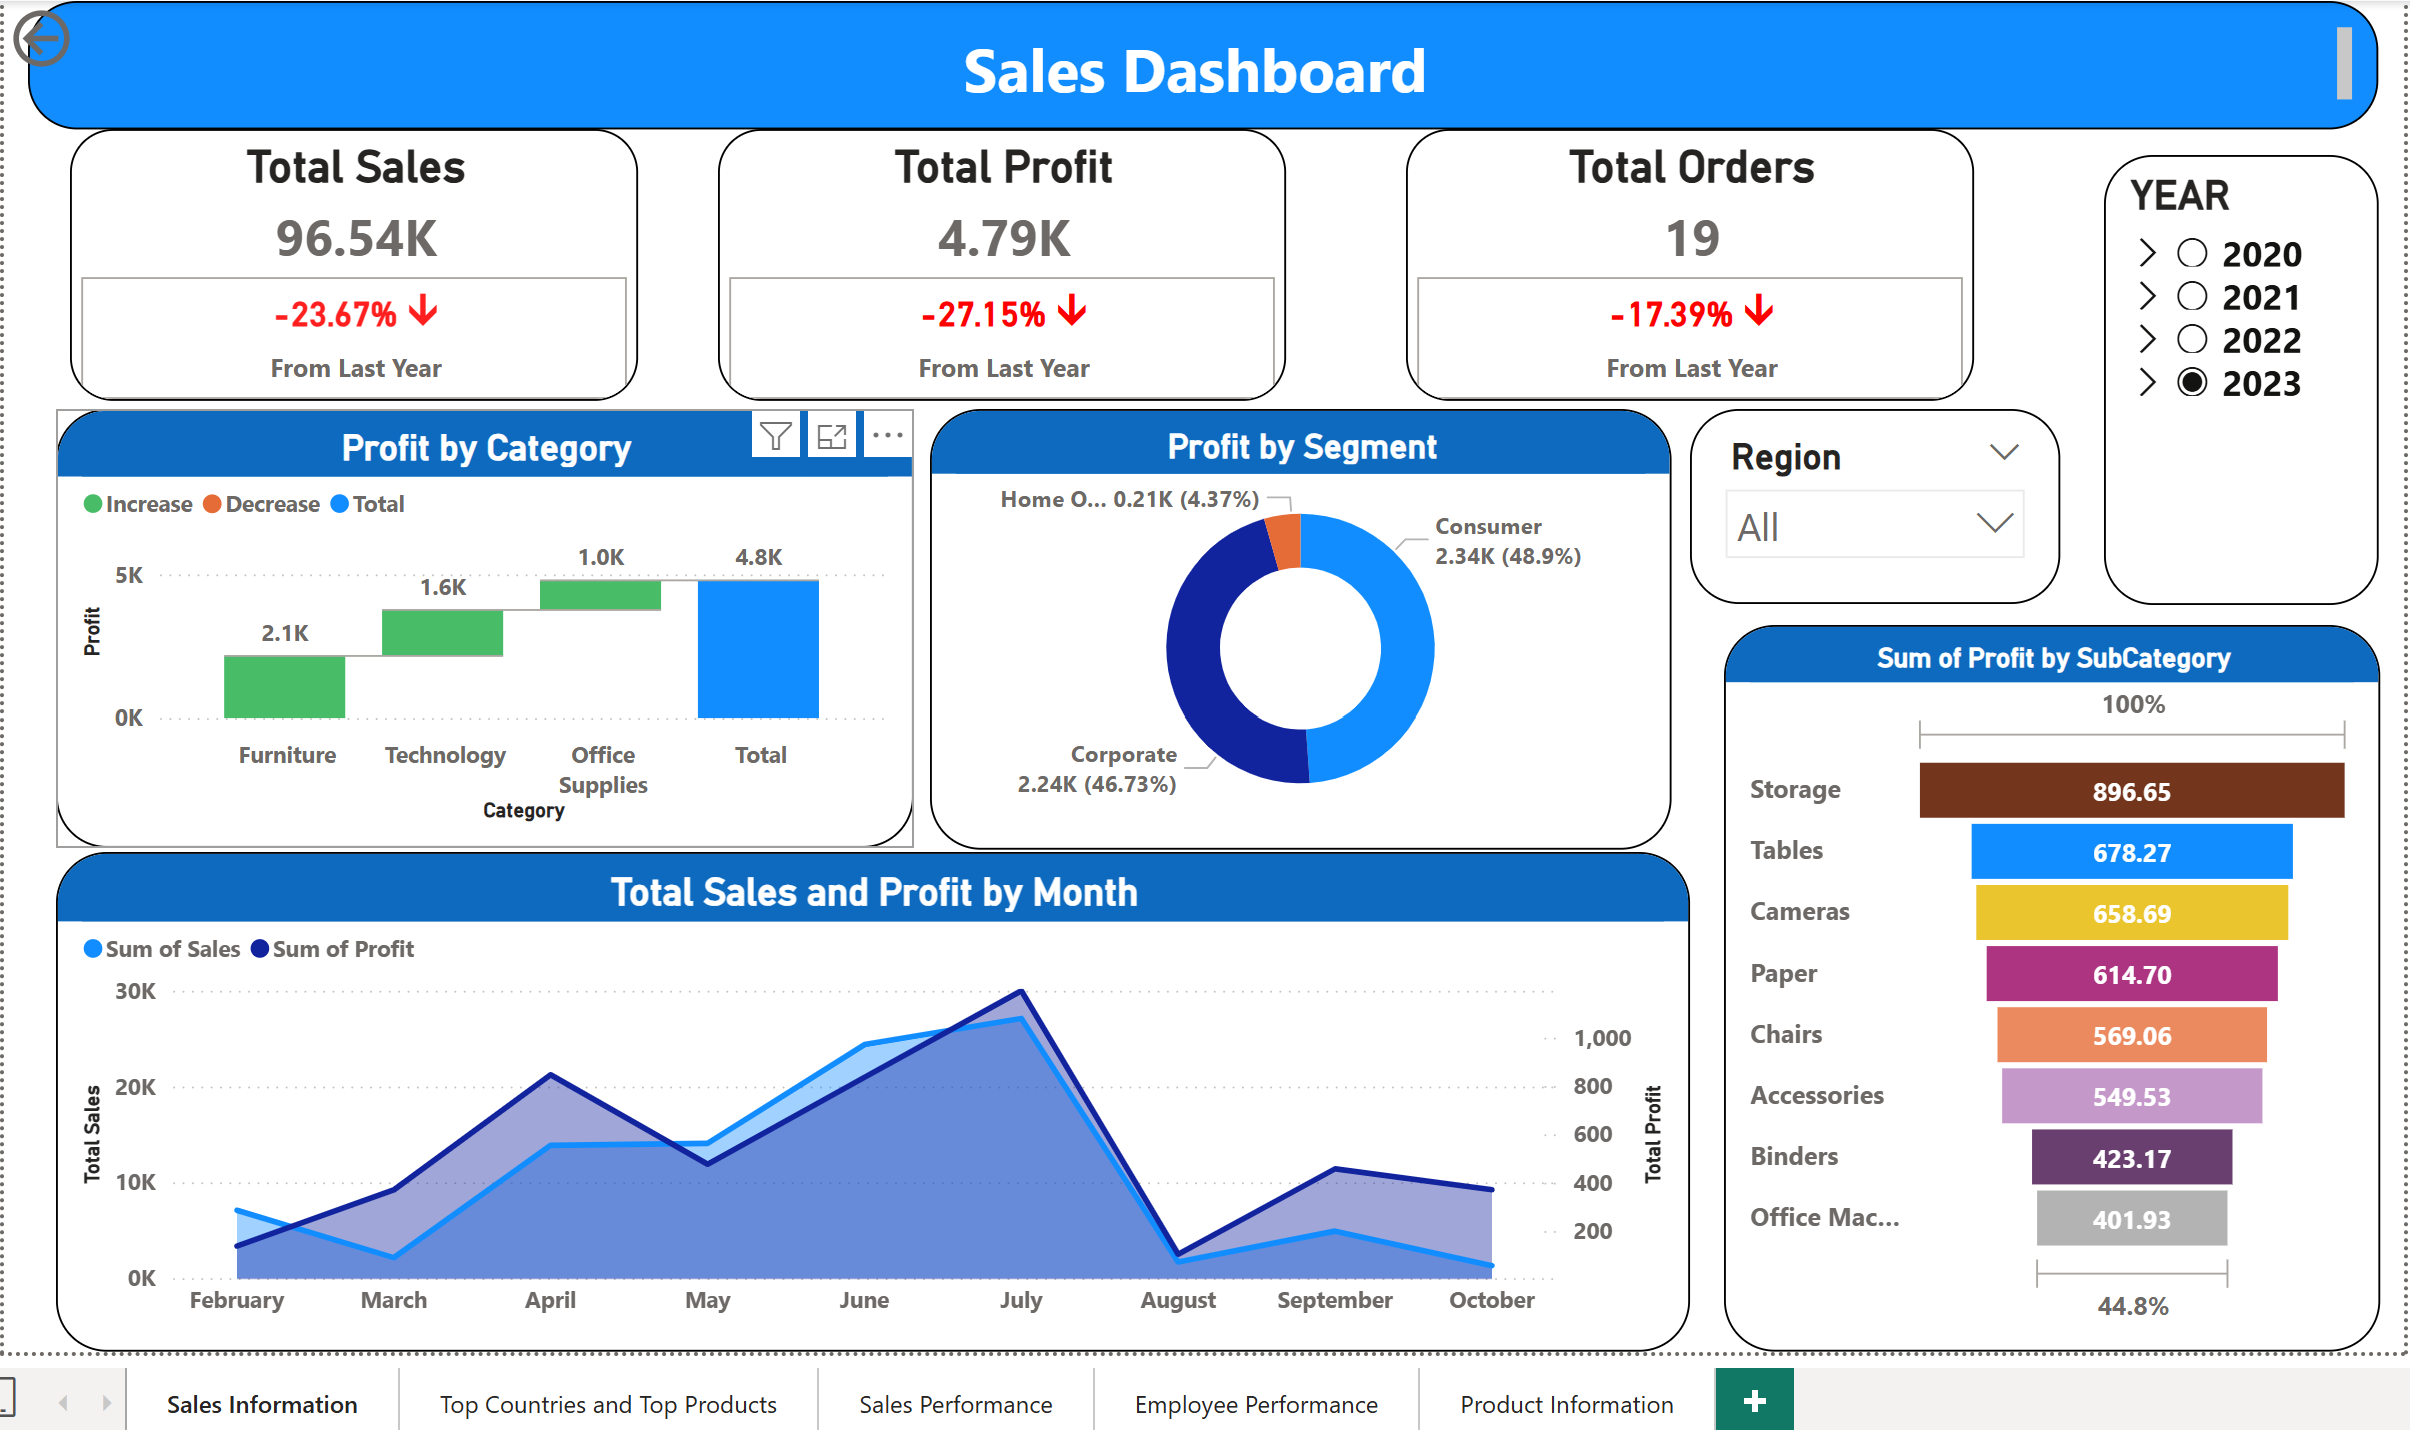 Sales Dashboard
Total Sales
96.54K
-23.67%
From Last Year
Total Profit
4.79K
-27.15%
From Last Year
Total Orders
19
-17.39%
From Last Year
YEAR
2020
2021
2022
2023
Profit by Category
Increase Decrease Total
5K
0K
Profit
2.1K
1.6K
1.0K
4.8K
Furniture
Technology
Office
Supplies
Total
Category
Profit by Segment
Home O... 0.21K (4.37%)
Consumer
2.34K (48.9%)
Corporate
2.24K (46.73%)
Region
All
Sum of Profit by SubCategory
100%
Storage 896.65
Tables 678.27
Cameras 658.69
Paper 614.70
Chairs 569.06
Accessories 549.53
Binders 423.17
Office Mac... 401.93
44.8%
Total Sales and Profit by Month
Sum of Sales Sum of Profit
30K
20K
10K
0K
Total Sales
1,000
800
600
400
200
Total Profit
February March April May June July August September October
Sales Information
Top Countries and Top Products
Sales Performance
Employee Performance
Product Information